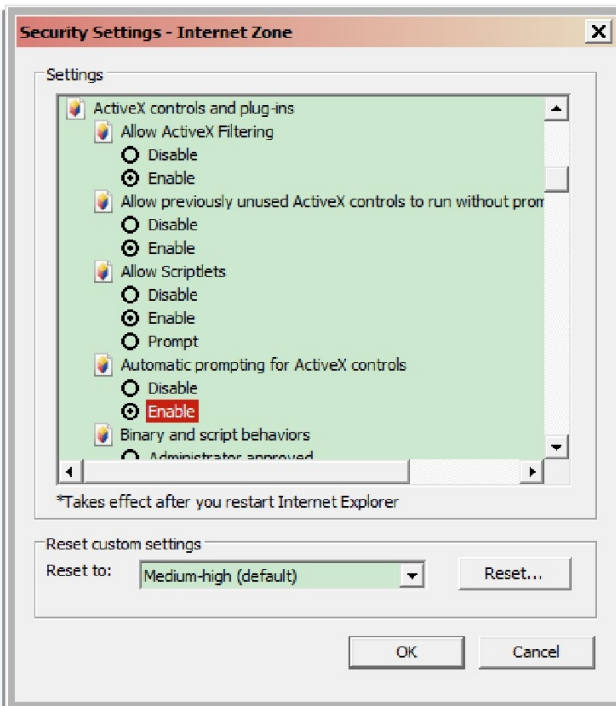 Security Settings - Internet Zone
Settings
ActiveX controls and plug-ins
Allow ActiveX Filtering
Disable
Enable
Allow previously unused ActiveX controls to run without prom
Disable
Enable
Allow Scriptlets
Disable
Enable
Prompt
Automatic prompting for ActiveX controls
Disable
Enable
Binary and script behaviors
Administrator approved
*Takes effect after you restart Internet Explorer
Reset custom settings
Reset to:
Medium-high (default)
Reset...
OK
Cancel